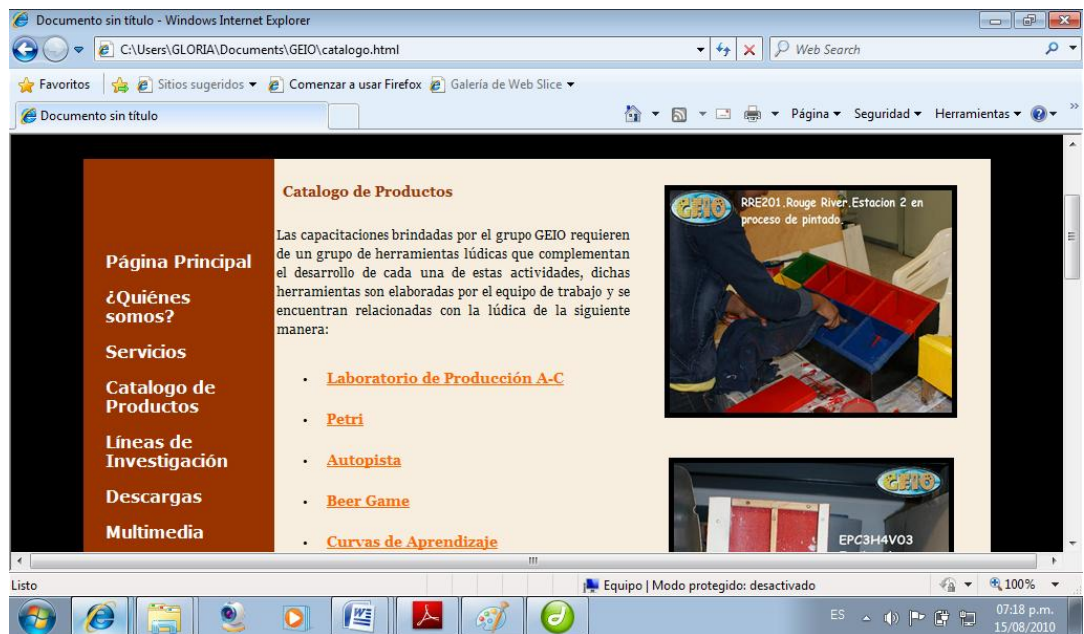 Documento sin título - Windows Internet Explorer
C:\Users\GLORIA\Documents\GEIO\catalogo.html
Web Search
Favoritos
Sitios sugeridos
Comenzar a usar Firefox
Galería de Web Slice
Documento sin título
Página
Seguridad
Herramientas
Página Principal
¿Quiénes
somos?
Servicios
Catalogo de
Productos
Líneas de
Investigación
Descargas
Multimedia
Catalogo de Productos
Las capacitaciones brindadas por el grupo GEIO requieren
de un grupo de herramientas lúdicas que complementan
el desarrollo de cada una de estas actividades, dichas
herramientas son elaboradas por el equipo de trabajo y se
encuentran relacionadas con la lúdica de la siguiente
manera:
• Laboratorio de Producción A-C
• Petri
• Autopista
• Beer Game
• Curvas de Aprendizaje
GEIO
RRE201.Rouge River.Estacion 2 en
proceso de pintado.
GEIO
EPC3H4V03
Listo
Equipo | Modo protegido: desactivado
100%
ES
07:18 p.m.
15/08/2010